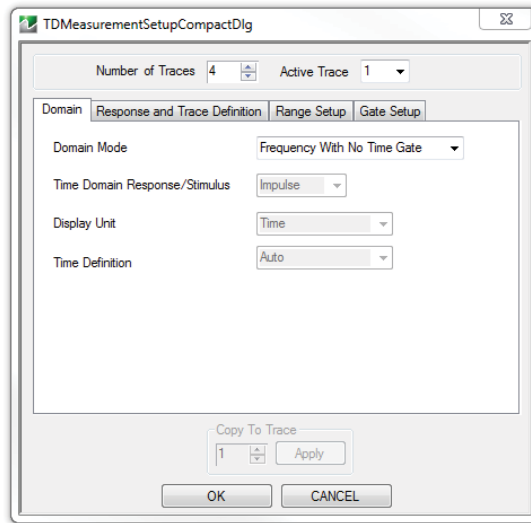 TDMeasurementSetupCompactDlg
Number of Traces 4 Active Trace 1
Domain Response and Trace Definition Range Setup Gate Setup
Domain Mode Frequency With No Time Gate
Time Domain Response/Stimulus Impulse
Display Unit Time
Time Definition Auto
Copy To Trace
1 Apply
OK CANCEL